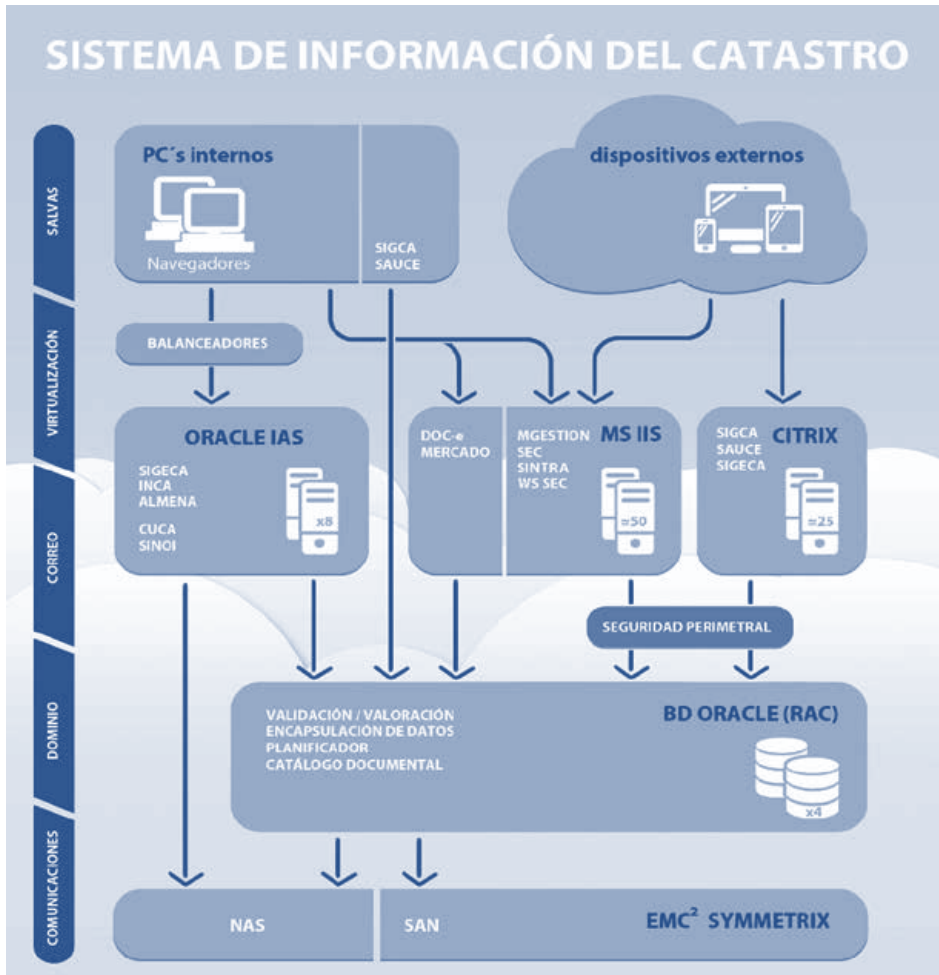 SISTEMA DE INFORMACIÓN DEL CATASTRO
SALVAS
VIRTUALIZACIÓN
CORREO
DOMINIO
COMUNICACIONES
PC´s internos
Navegadores
SIGCA
SAUCE
dispositivos externos
BALANCEADORES
ORACLE IAS
SIGECA
INCA
ALMENA
CUCA
SINOI
x8
DOC-e
MERCADO
MS IIS
MGESTION
SEC
SINTRA
WS SEC
=50
CITRIX
SIGCA
SAUCE
SIGECA
=25
SEGURIDAD PERIMETRAL
VALIDACIÓN / VALORACIÓN
ENCAPSULACIÓN DE DATOS
PLANIFICADOR
CATÁLOGO DOCUMENTAL
BD ORACLE (RAC)
x4
NAS
SAN
EMC² SYMMETRIX